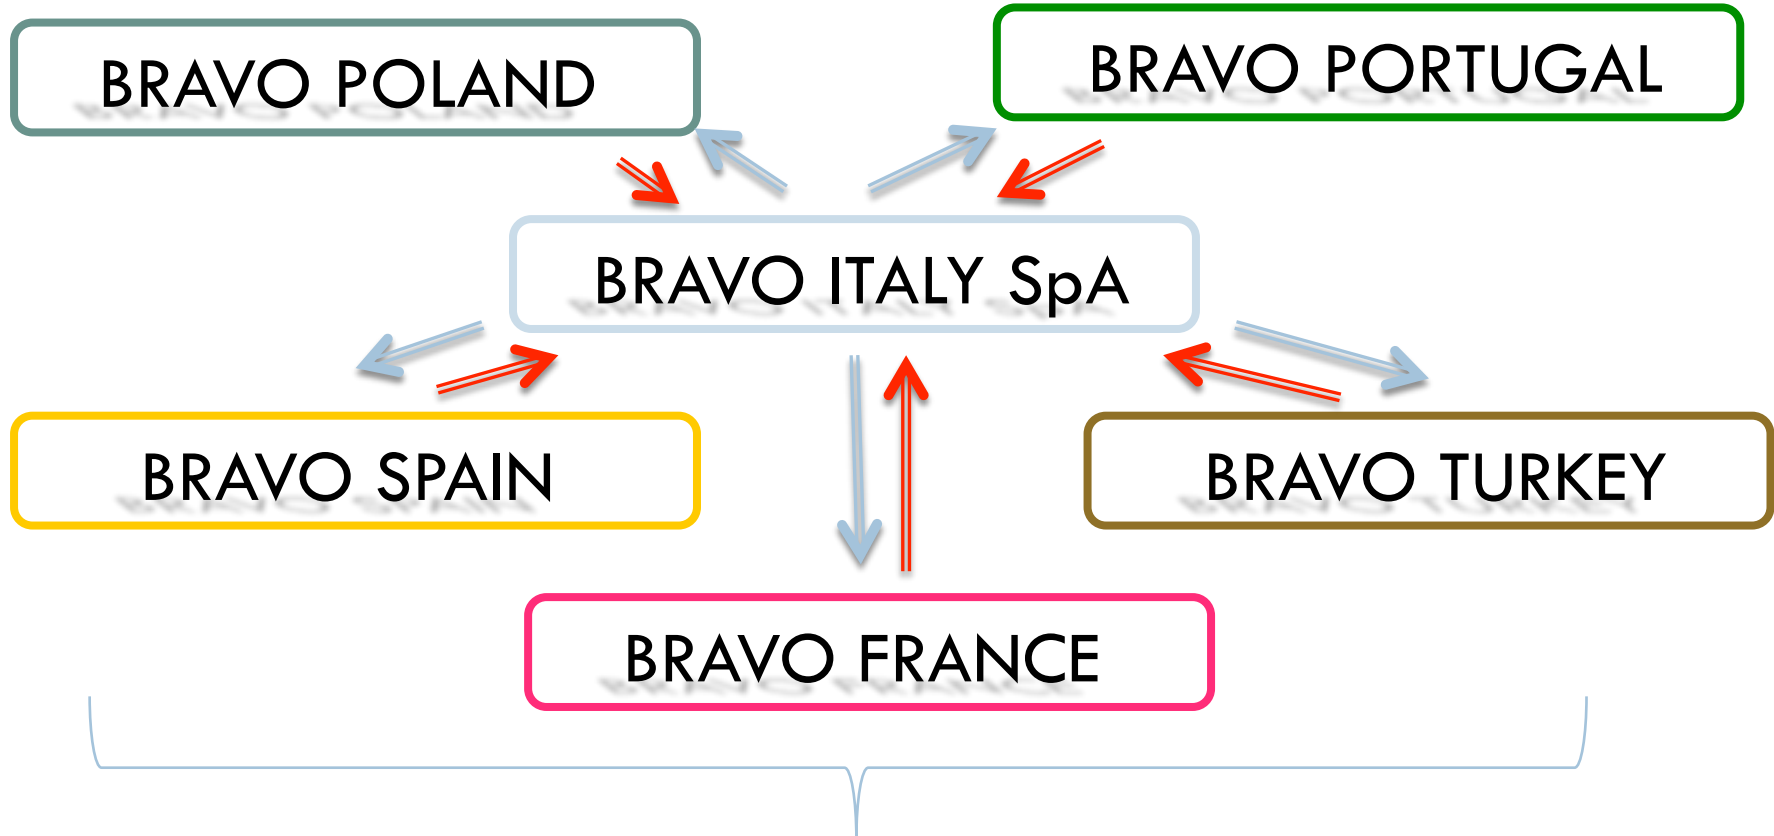 BRAVO POLAND
BRAVO PORTUGAL
BRAVO ITALY SpA
BRAVO SPAIN
BRAVO TURKEY
BRAVO FRANCE